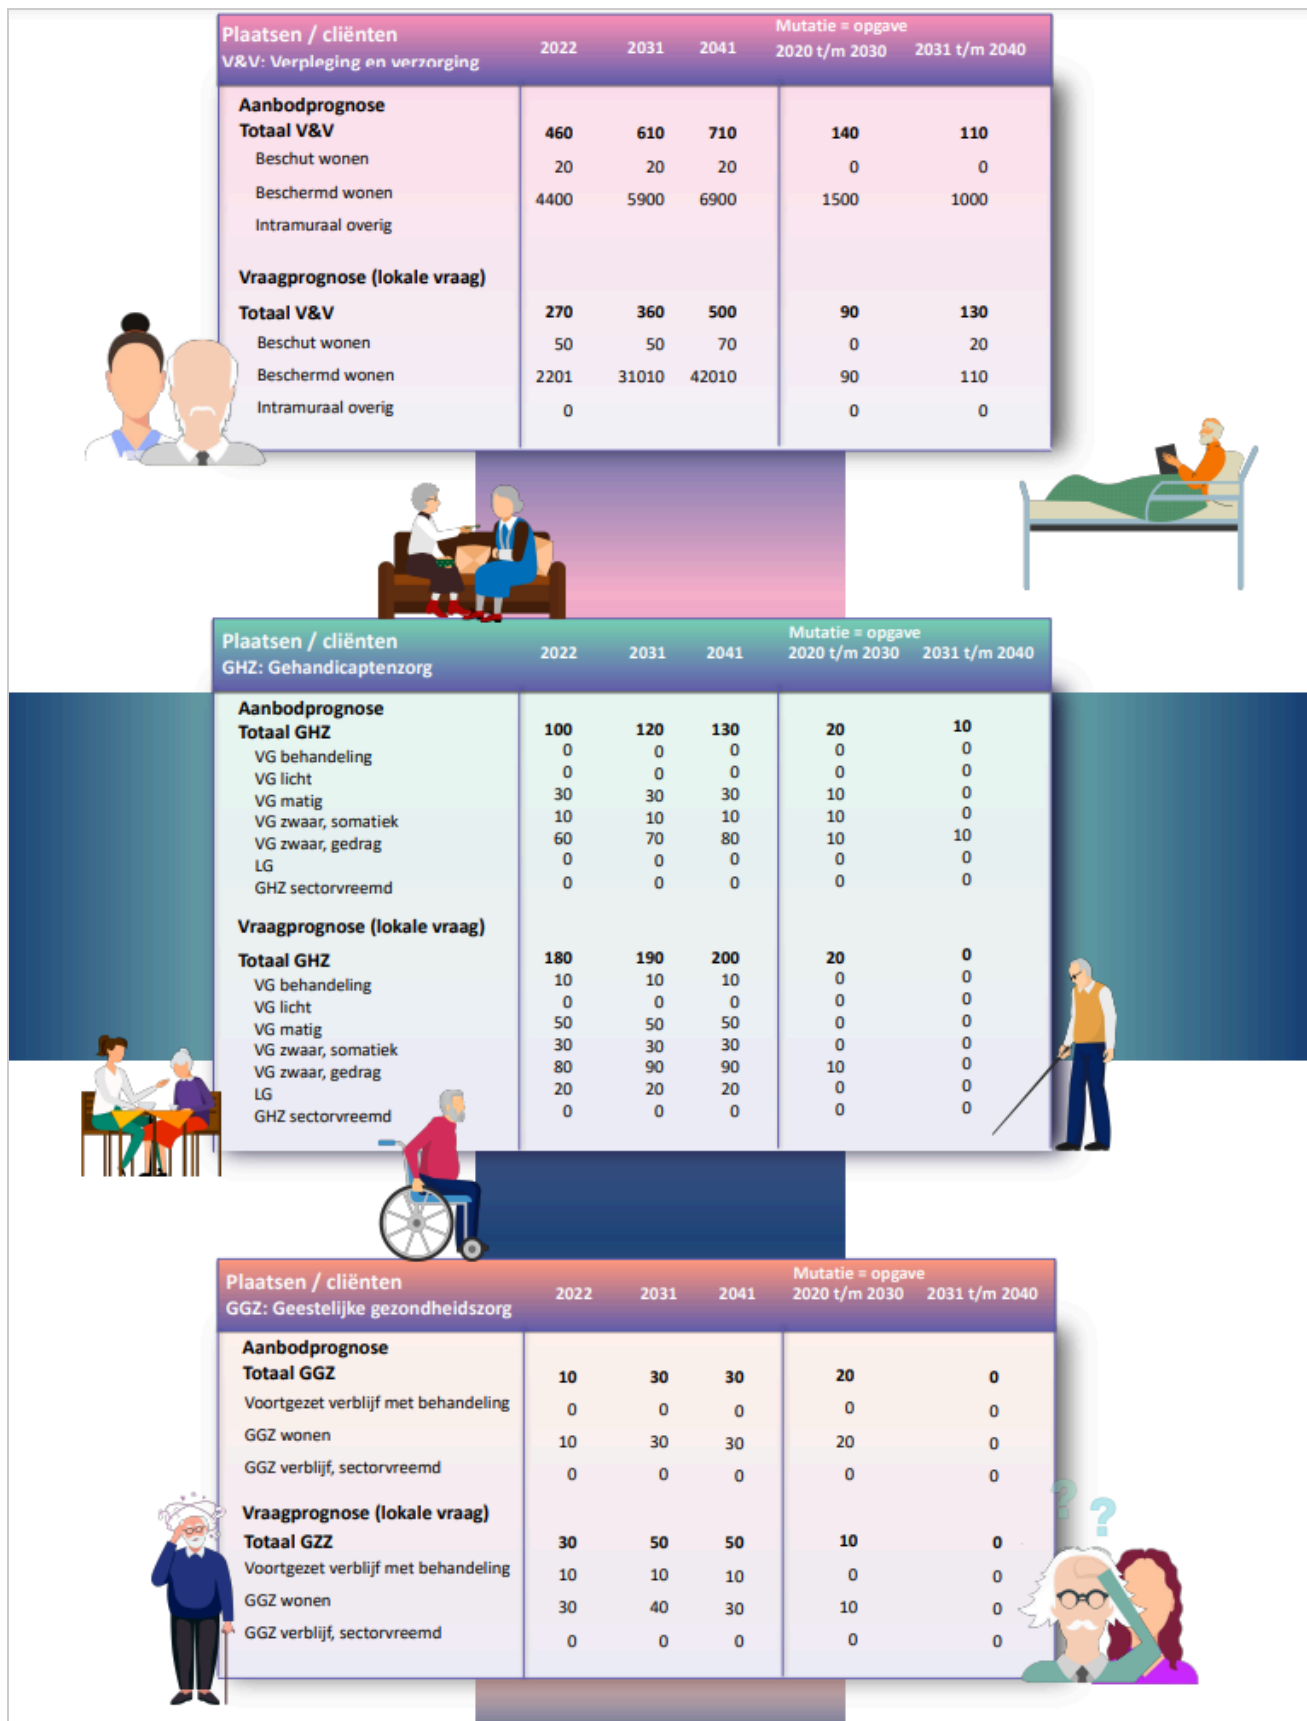 Plaatsen / cliënten 2022 2031 2041 Mutatie = opgave
V&V: Verpleging en verzorging 2020 t/m 2030 2031 t/m 2040
Aanbodprognose
Totaal V&V 460 610 710 140 110
Beschut wonen 20 20 20 0 0
Beschermd wonen 4400 5900 6900 1500 1000
Intramuraal overig
Vraagprognose (lokale vraag)
Totaal V&V 270 360 500 90 130
Beschut wonen 50 50 70 0 20
Beschermd wonen 2201 31010 42010 90 110
Intramuraal overig 0 0 0
Plaatsen / cliënten 2022 2031 2041 Mutatie = opgave
GHZ: Gehandicaptenzorg 2020 t/m 2030 2031 t/m 2040
Aanbodprognose
Totaal GHZ 100 120 130 20 10
VG behandeling 0 0 0 0 0
VG licht 0 0 0 0 0
VG matig 30 30 30 10 0
VG zwaar, somatiek 10 10 10 10 0
VG zwaar, gedrag 60 70 80 10 10
LG 0 0 0 0 0
GHZ sectorvreemd 0 0 0 0 0
Vraagprognose (lokale vraag)
Totaal GHZ 180 190 200 20 0
VG behandeling 10 10 10 0 0
VG licht 0 0 0 0 0
VG matig 50 50 50 0 0
VG zwaar, somatiek 30 30 30 0 0
VG zwaar, gedrag 80 90 90 10 0
LG 20 20 20 0 0
GHZ sectorvreemd 0 0 0 0 0
Plaatsen / cliënten 2022 2031 2041 Mutatie = opgave
GGZ: Geestelijke gezondheidszorg 2020 t/m 2030 2031 t/m 2040
Aanbodprognose
Totaal GGZ 10 30 30 20 0
Voortgezet verblijf met behandeling 0 0 0 0 0
GGZ wonen 10 30 30 20 0
GGZ verblijf, sectorvreemd 0 0 0 0 0
Vraagprognose (lokale vraag)
Totaal GZZ 30 50 50 10 0
Voortgezet verblijf met behandeling 10 10 10 0 0
GGZ wonen 30 40 30 10 0
GGZ verblijf, sectorvreemd 0 0 0 0 0
? ?